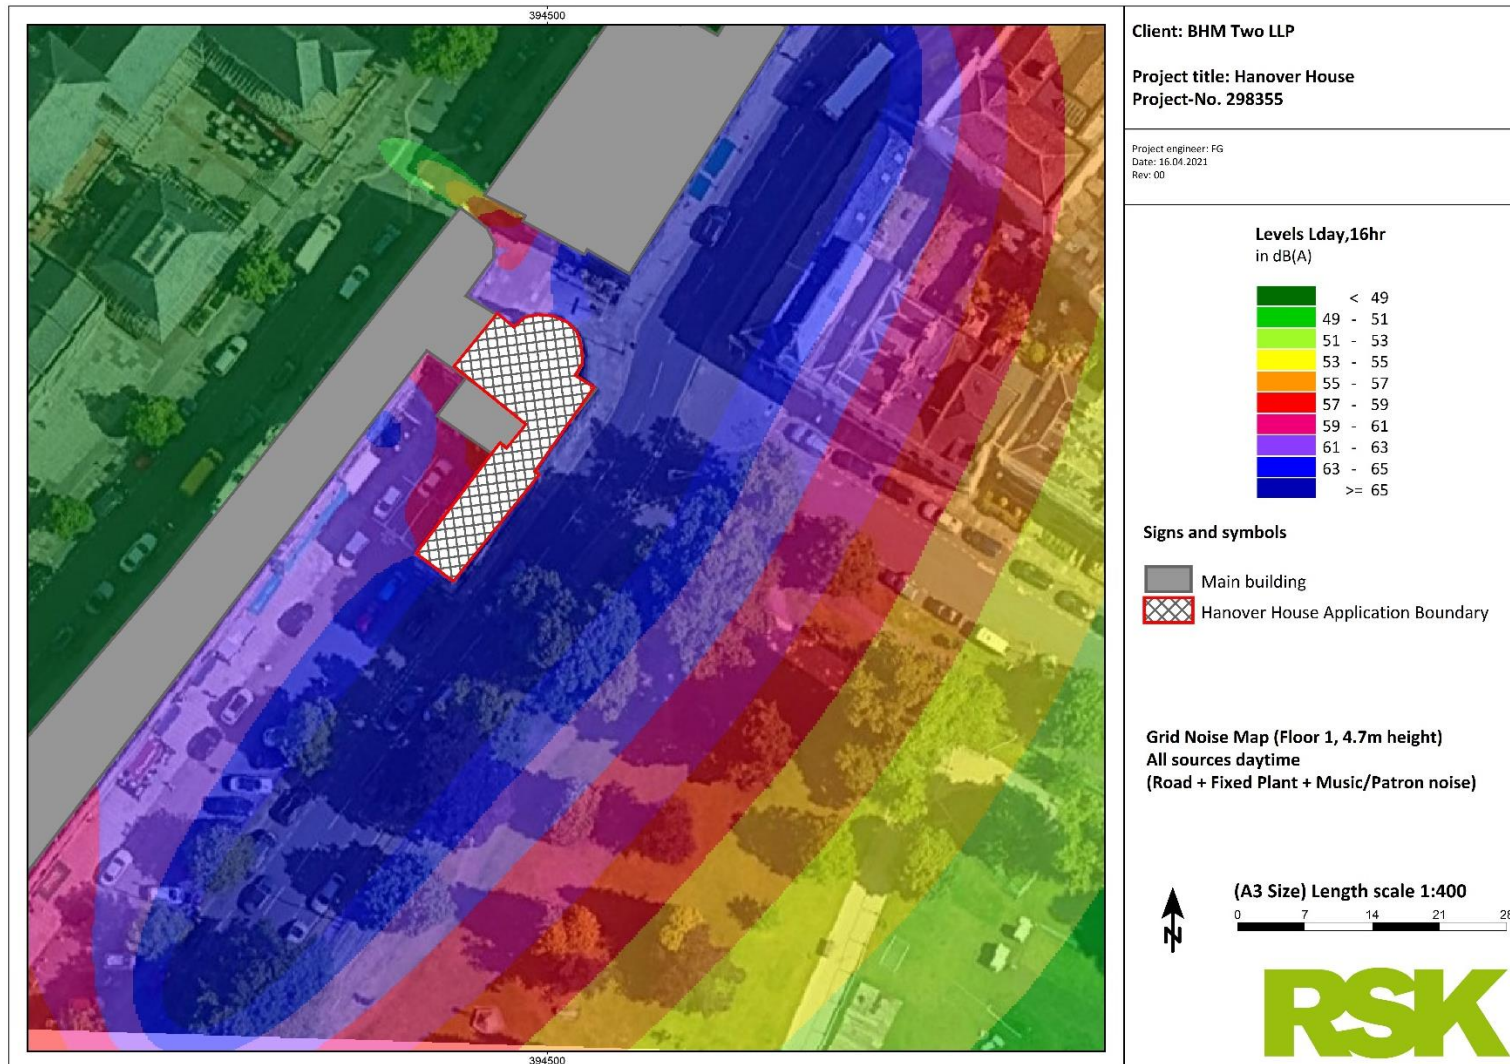 394500
Client: BHM Two LLP
Project title: Hanover House
Project-No. 298355
Project engineer: FG
Date: 16.04.2021
Rev: 00
Levels Lday,16hr
in dB(A)
< 49
49 - 51
51 - 53
53 - 55
55 - 57
57 - 59
59 - 61
61 - 63
63 - 65
>= 65
Signs and symbols
Main building
Hanover House Application Boundary
Grid Noise Map (Floor 1, 4.7m height)
All sources daytime
(Road + Fixed Plant + Music/Patron noise)
(A3 Size) Length scale 1:400
0 7 14 21 28
N
RSK
394500